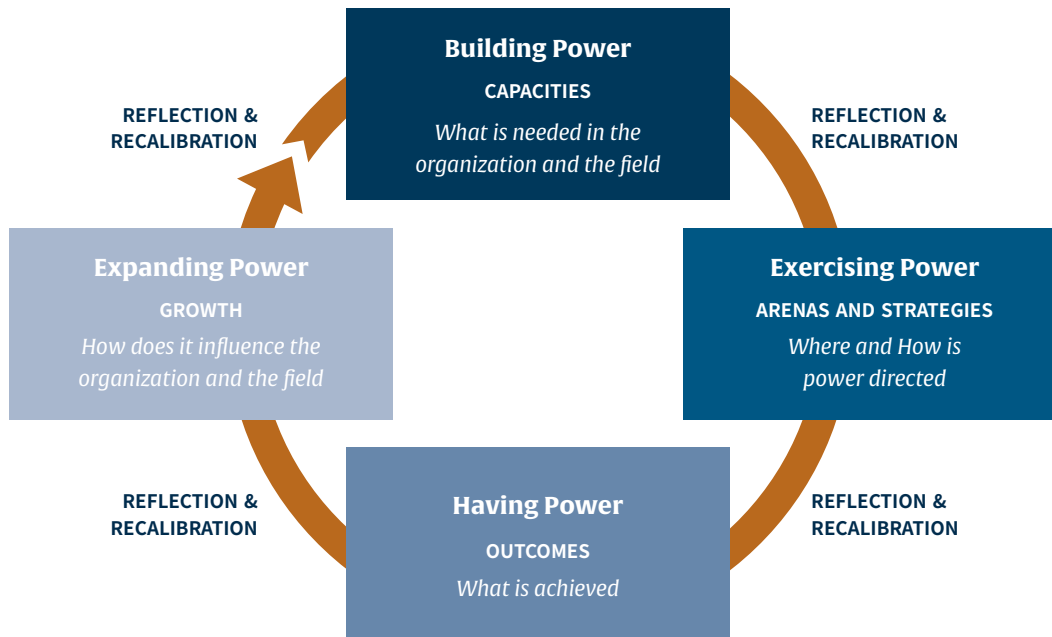 Building Power
CAPACITIES
What is needed in the
organization and the field
REFLECTION &
RECALIBRATION
REFLECTION &
RECALIBRATION
Expanding Power
GROWTH
How does it influence the
organization and the field
Exercising Power
ARENAS AND STRATEGIES
Where and How is
power directed
REFLECTION &
RECALIBRATION
REFLECTION &
RECALIBRATION
Having Power
OUTCOMES
What is achieved